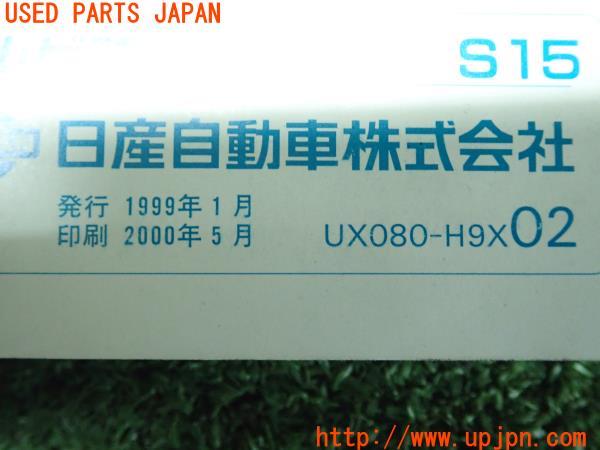 USED PARTS JAPAN
S15
日産自動車株式会社
発行 1999年1月
印刷 2000年5月
UX080-H9X02
http://www.upjpn.com/